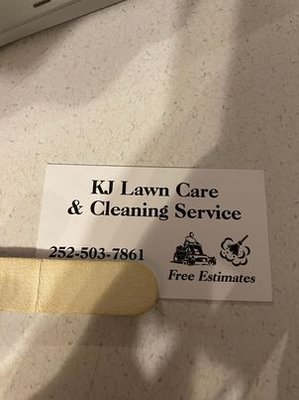 KJ Lawn Care
& Cleaning Service
252-503-7861
Free Estimates